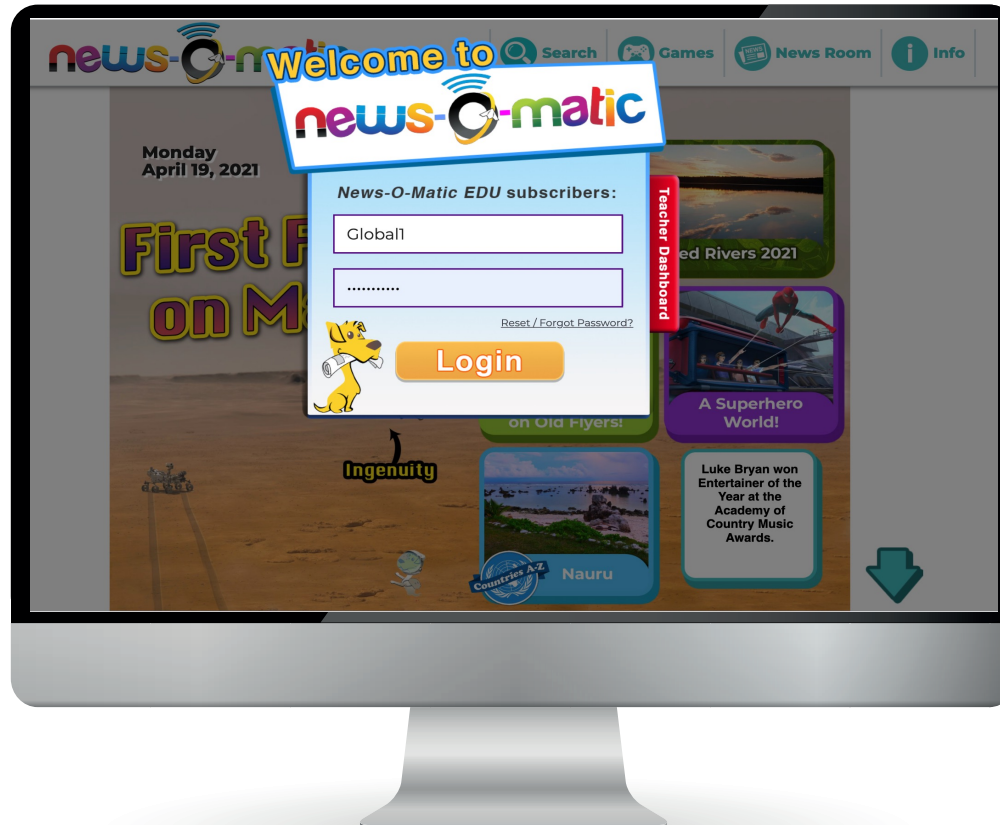 news-O-m
Search
Games
News Room
Info
Welcome to
news-O-matic
Monday
April 19, 2021
News-O-Matic EDU subscribers:
Global1
...........
Reset / Forgot Password?
Login
Teacher Dashboard
First F
on M
ed Rivers 2021
on Old Flyers!
A Superhero
World!
Ingenuity
Luke Bryan won
Entertainer of the
Year at the
Academy of
Country Music
Awards.
Countries A-Z
Nauru
NEWS